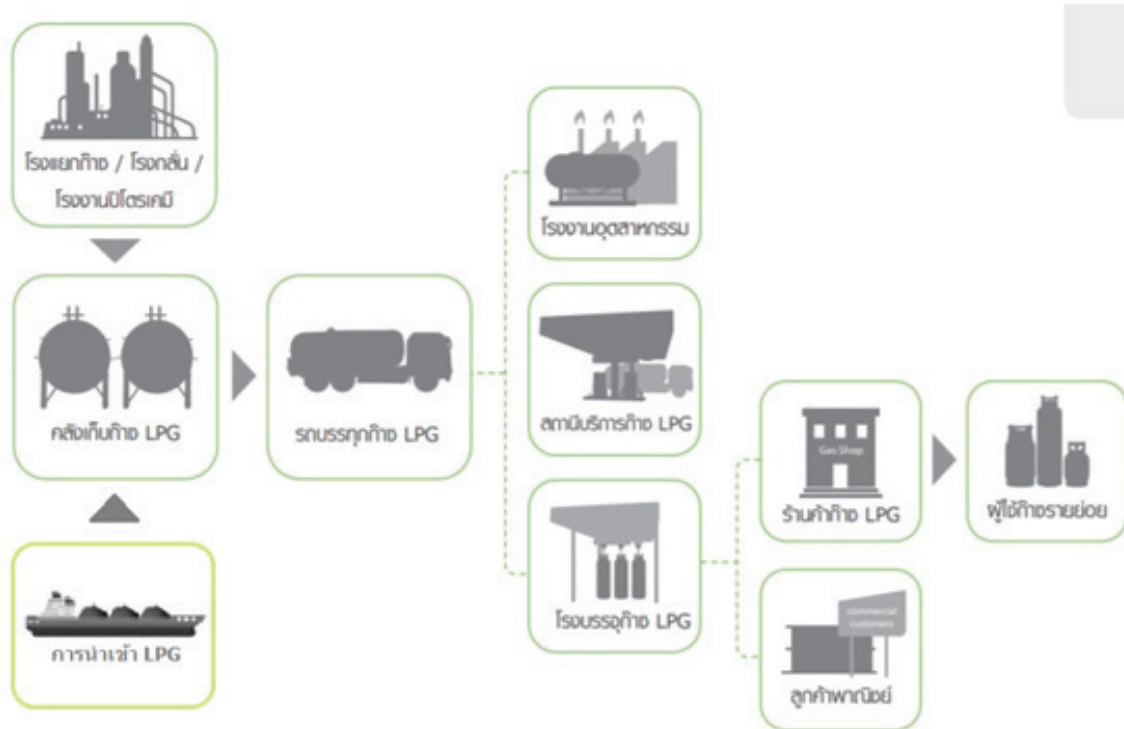 โรงแยกก๊าซ / โรงกลั่น /
โรงงานปิโตรเคมี
คลังเก็บก๊าซ LPG
การนำเข้า LPG
รถบรรทุกก๊าซ LPG
โรงงานอุตสาหกรรม
สถานีบริการก๊าซ LPG
โรงบรรจุก๊าซ LPG
Gas Shop
ร้านค้าก๊าซ LPG
ผู้ใช้ก๊าซรายย่อย
commercial
customers
ลูกค้าพาณิชย์